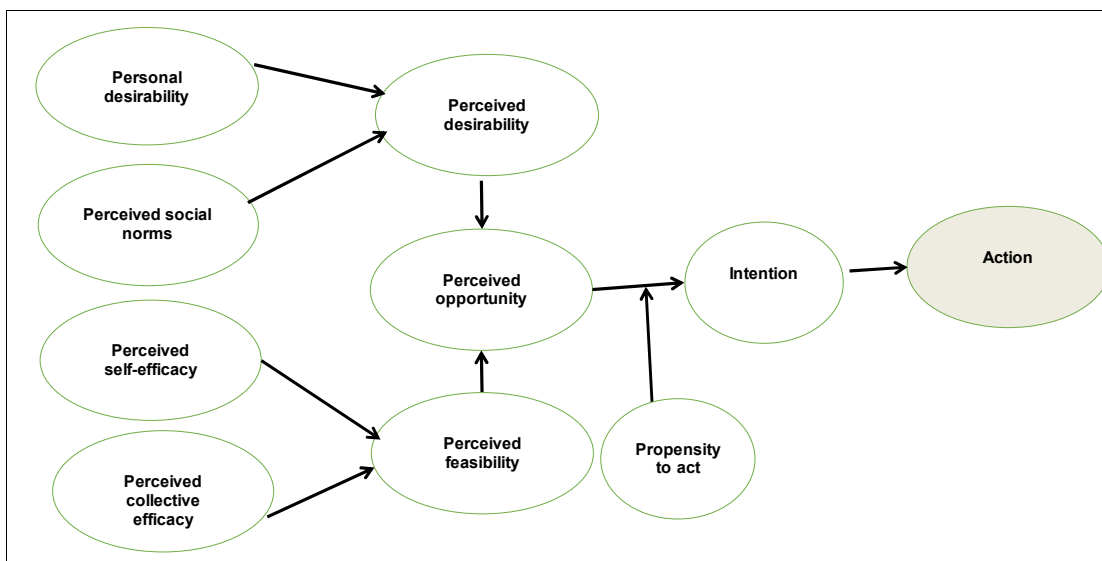 Personal
desirability
Perceived
desirability
Perceived social
norms
Perceived
opportunity
Intention
Action
Perceived
self-efficacy
Perceived
feasibility
Propensity
to act
Perceived
collective
efficacy